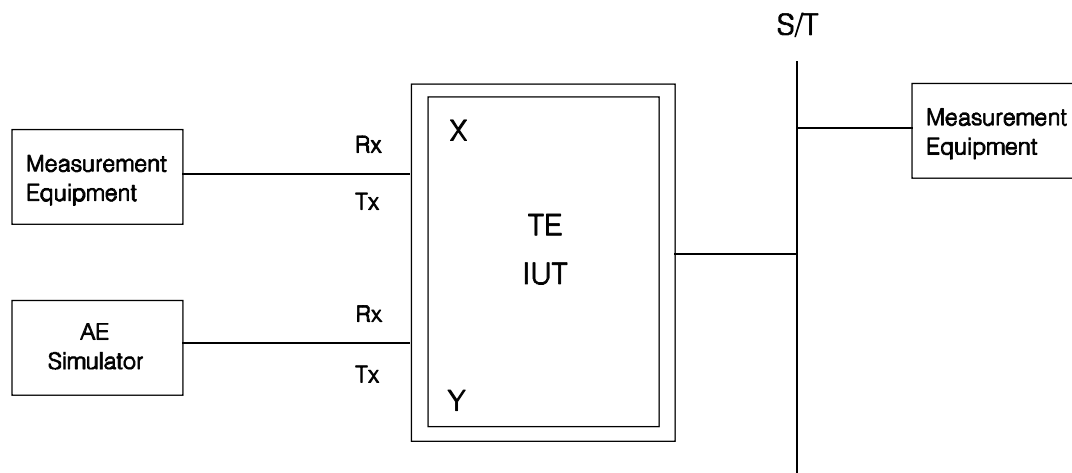 S/T
Measurement
Equipment
Rx
Tx
X
TE
IUT
Y
Measurement
Equipment
AE
Simulator
Rx
Tx